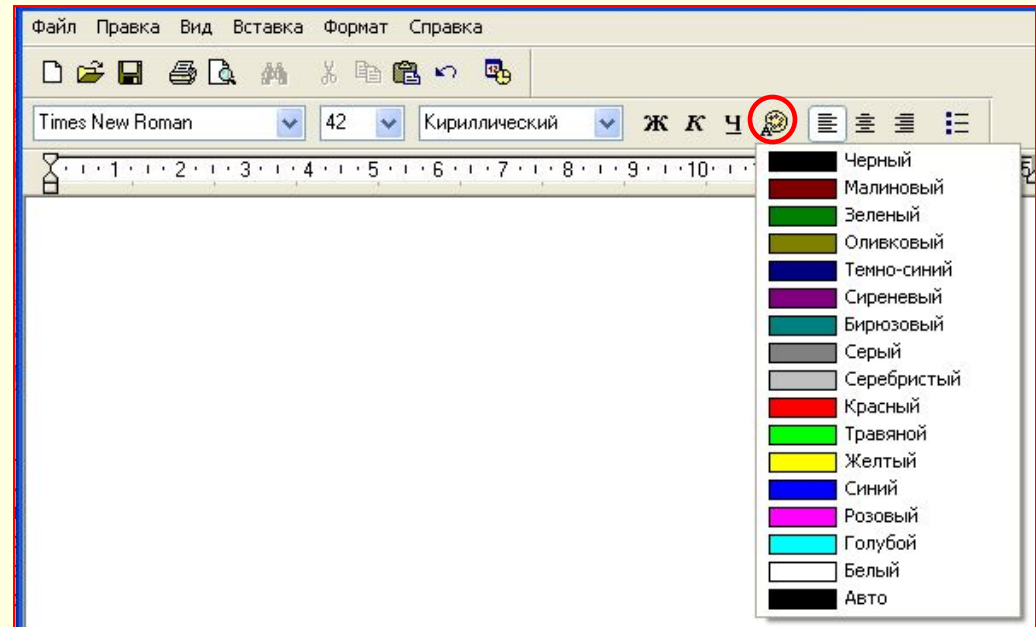 Файл Правка Вид Вставка Формат Справка
Times New Roman 42 Кириллический Ж К Ч
1 2 3 4 5 6 7 8 9 10
Черный
Малиновый
Зеленый
Оливковый
Темно-синий
Сиреневый
Бирюзовый
Серый
Серебристый
Красный
Травяной
Желтый
Синий
Розовый
Голубой
Белый
Авто